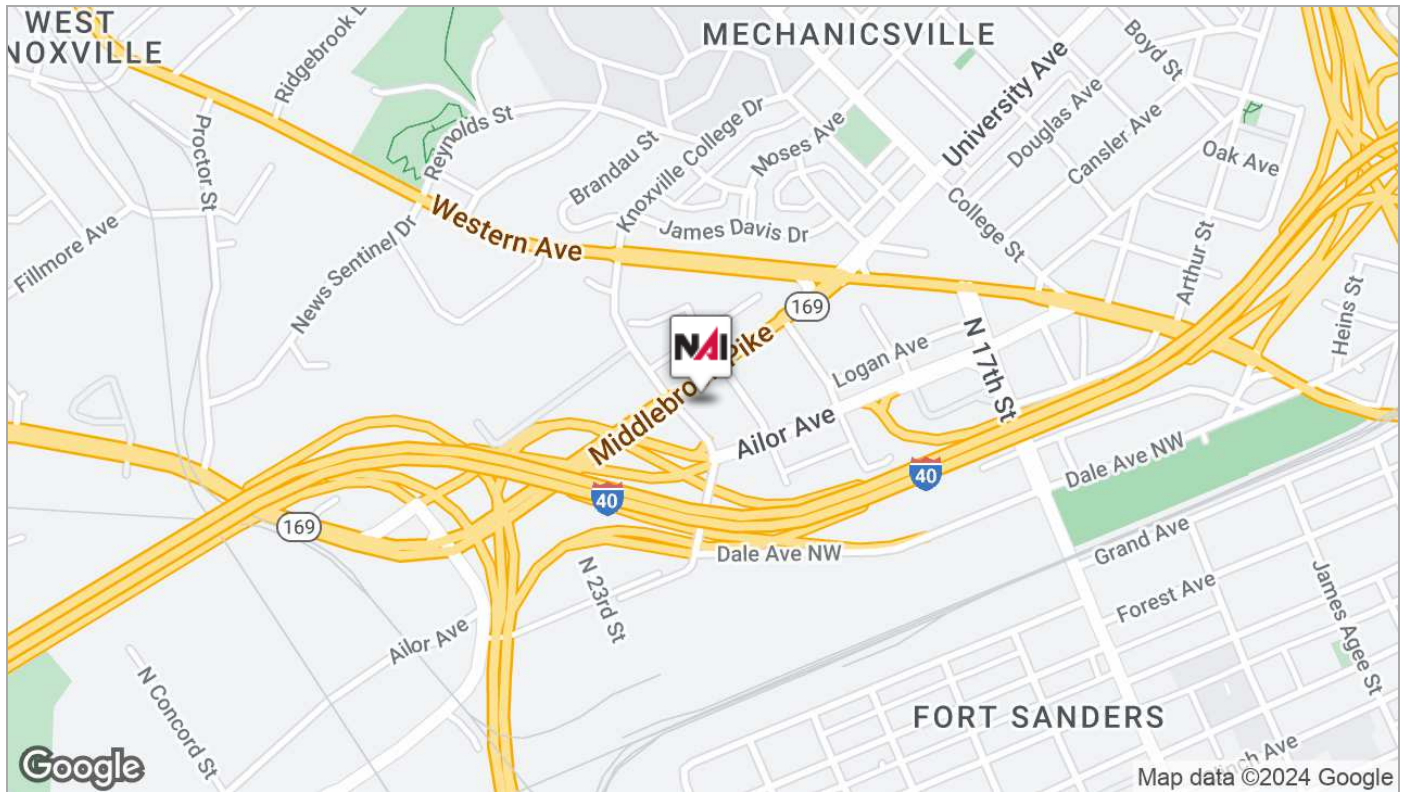 WEST
NOXVILLE
MECHANICSVILLE
Ridgebrook L
Boyd St
University Ave
Douglas Ave
Cansler Ave
Oak Ave
Proctor St
Reynolds St
Brandau St
Knoxville College Dr
Moses Ave
College St
Fillmore Ave
News Sentinel Dr
Western Ave
James Davis Dr
Arthur St
Heins St
169
NAI
Middlebro
Pike
Logan Ave
N 17th St
Ailor Ave
Dale Ave NW
40
40
169
Dale Ave NW
Grand Ave
N 23rd St
Forest Ave
James Agee St
Ailor Ave
N Concord St
FORT SANDERS
inch Ave
Google
Map data ©2024 Google